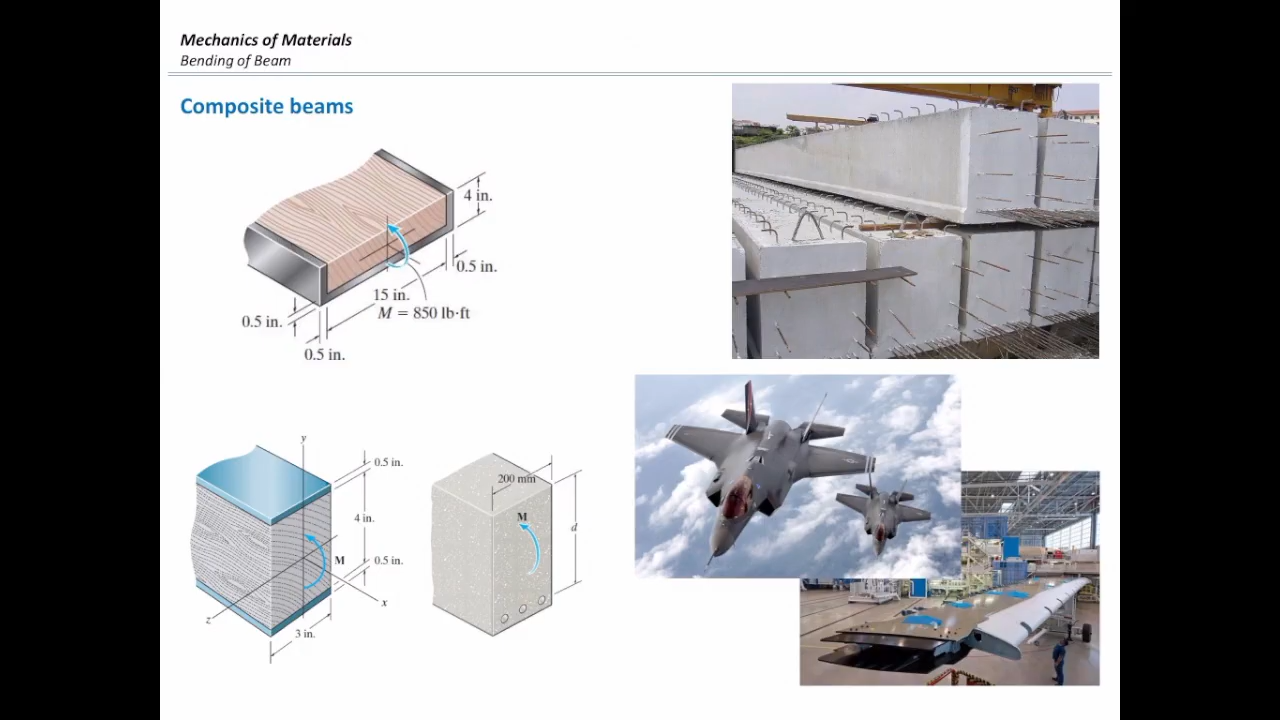 Mechanics of Materials
Bending of Beam
Composite beams
4 in.
0.5 in.
15 in.
M = 850 lb·ft
0.5 in.
0.5 in.
y
0.5 in.
4 in.
M
0.5 in.
x
z
3 in.
200 mm
M
d